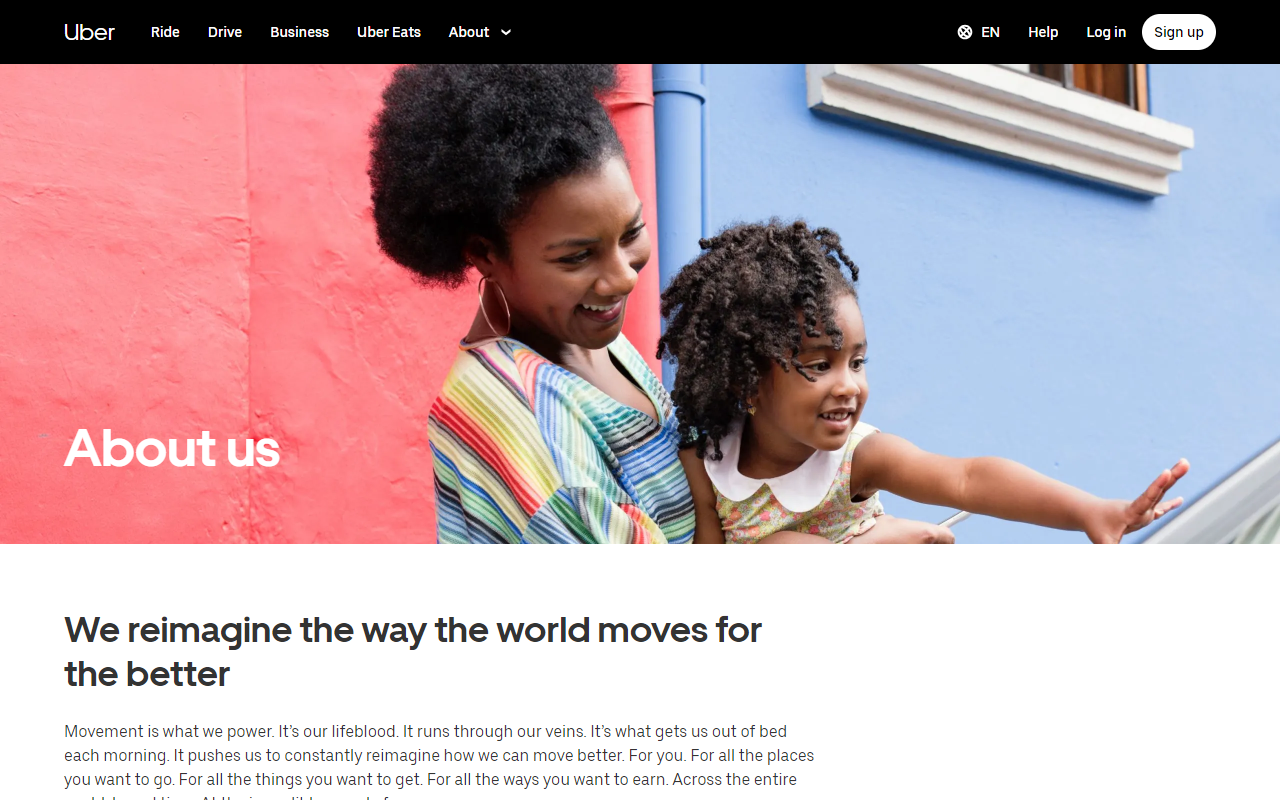 Uber Ride Drive Business Uber Eats About EN Help Log in Sign up
About us
We reimagine the way the world moves for
the better
Movement is what we power. It’s our lifeblood. It runs through our veins. It’s what gets us out of bed
each morning. It pushes us to constantly reimagine how we can move better. For you. For all the places
you want to go. For all the things you want to get. For all the ways you want to earn. Across the entire